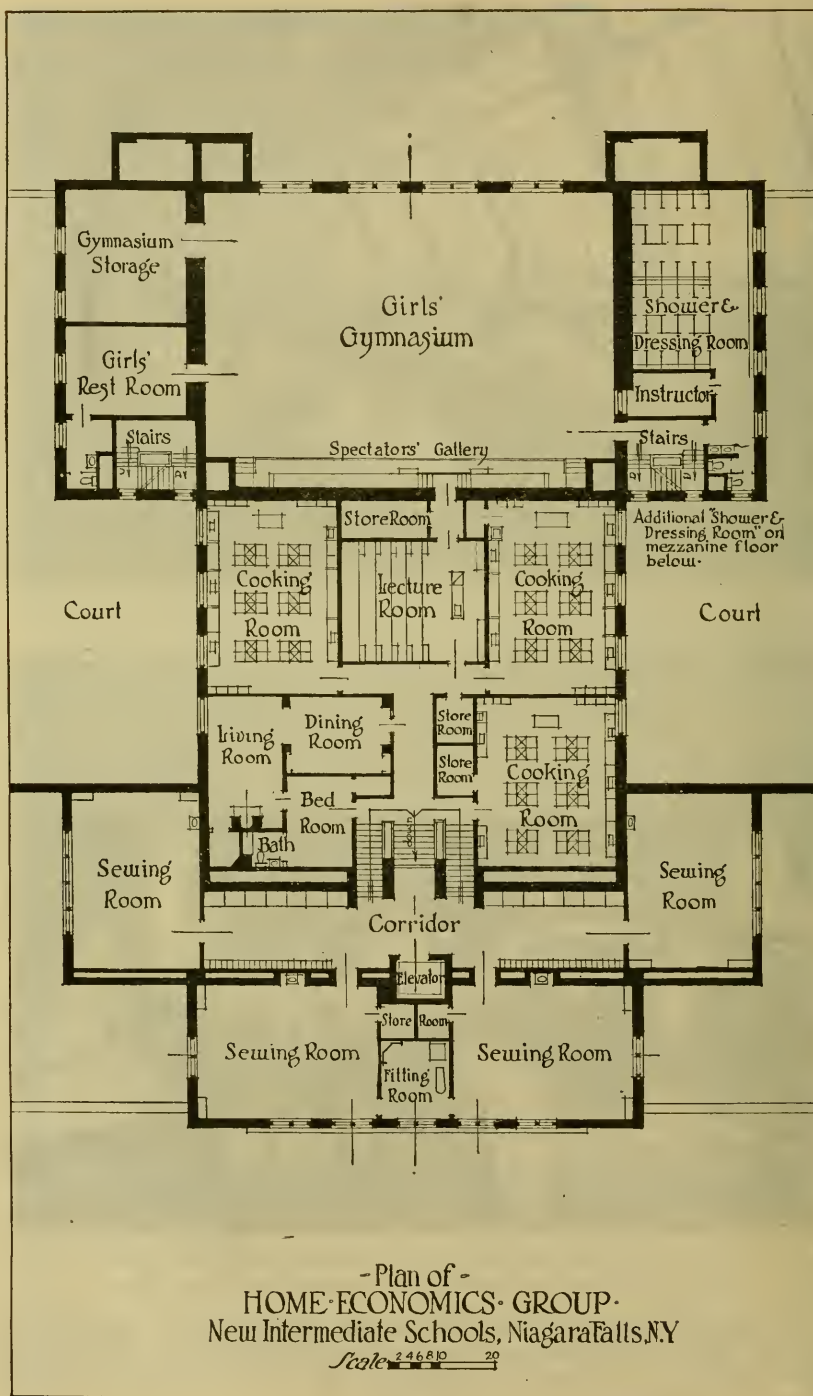 Gymnasium
Storage
Girls'
Gymnasium
Shower &
Dressing Room
Girls'
Rest Room
Instructor
Stairs
Spectators' Gallery
Stairs
Store Room
Additional "Shower &
Dressing Room" on
mezzanine floor
below.
Court
Cooking
Room
Lecture
Room
Cooking
Room
Court
Living
Room
Dining
Room
Store
Room
Store
Room
Cooking
Room
Bed
Room
Bath
Down
Sewing
Room
Sewing
Room
Corridor
Elevator
Store Room
Sewing Room
Fitting
Room
Sewing Room
-Plan of-
HOME·ECONOMICS·GROUP·
New Intermediate Schools, Niagara Falls, N.Y
Scale 2 4 6 8 10 20